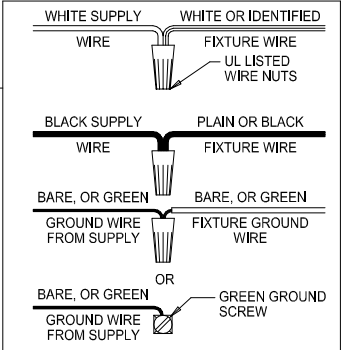 WHITE SUPPLY WHITE OR IDENTIFIED
WIRE FIXTURE WIRE
UL LISTED
WIRE NUTS
BLACK SUPPLY PLAIN OR BLACK
WIRE FIXTURE WIRE
BARE, OR GREEN BARE, OR GREEN
GROUND WIRE FIXTURE GROUND
FROM SUPPLY WIRE
OR
BARE, OR GREEN GREEN GROUND
SCREW
GROUND WIRE
FROM SUPPLY